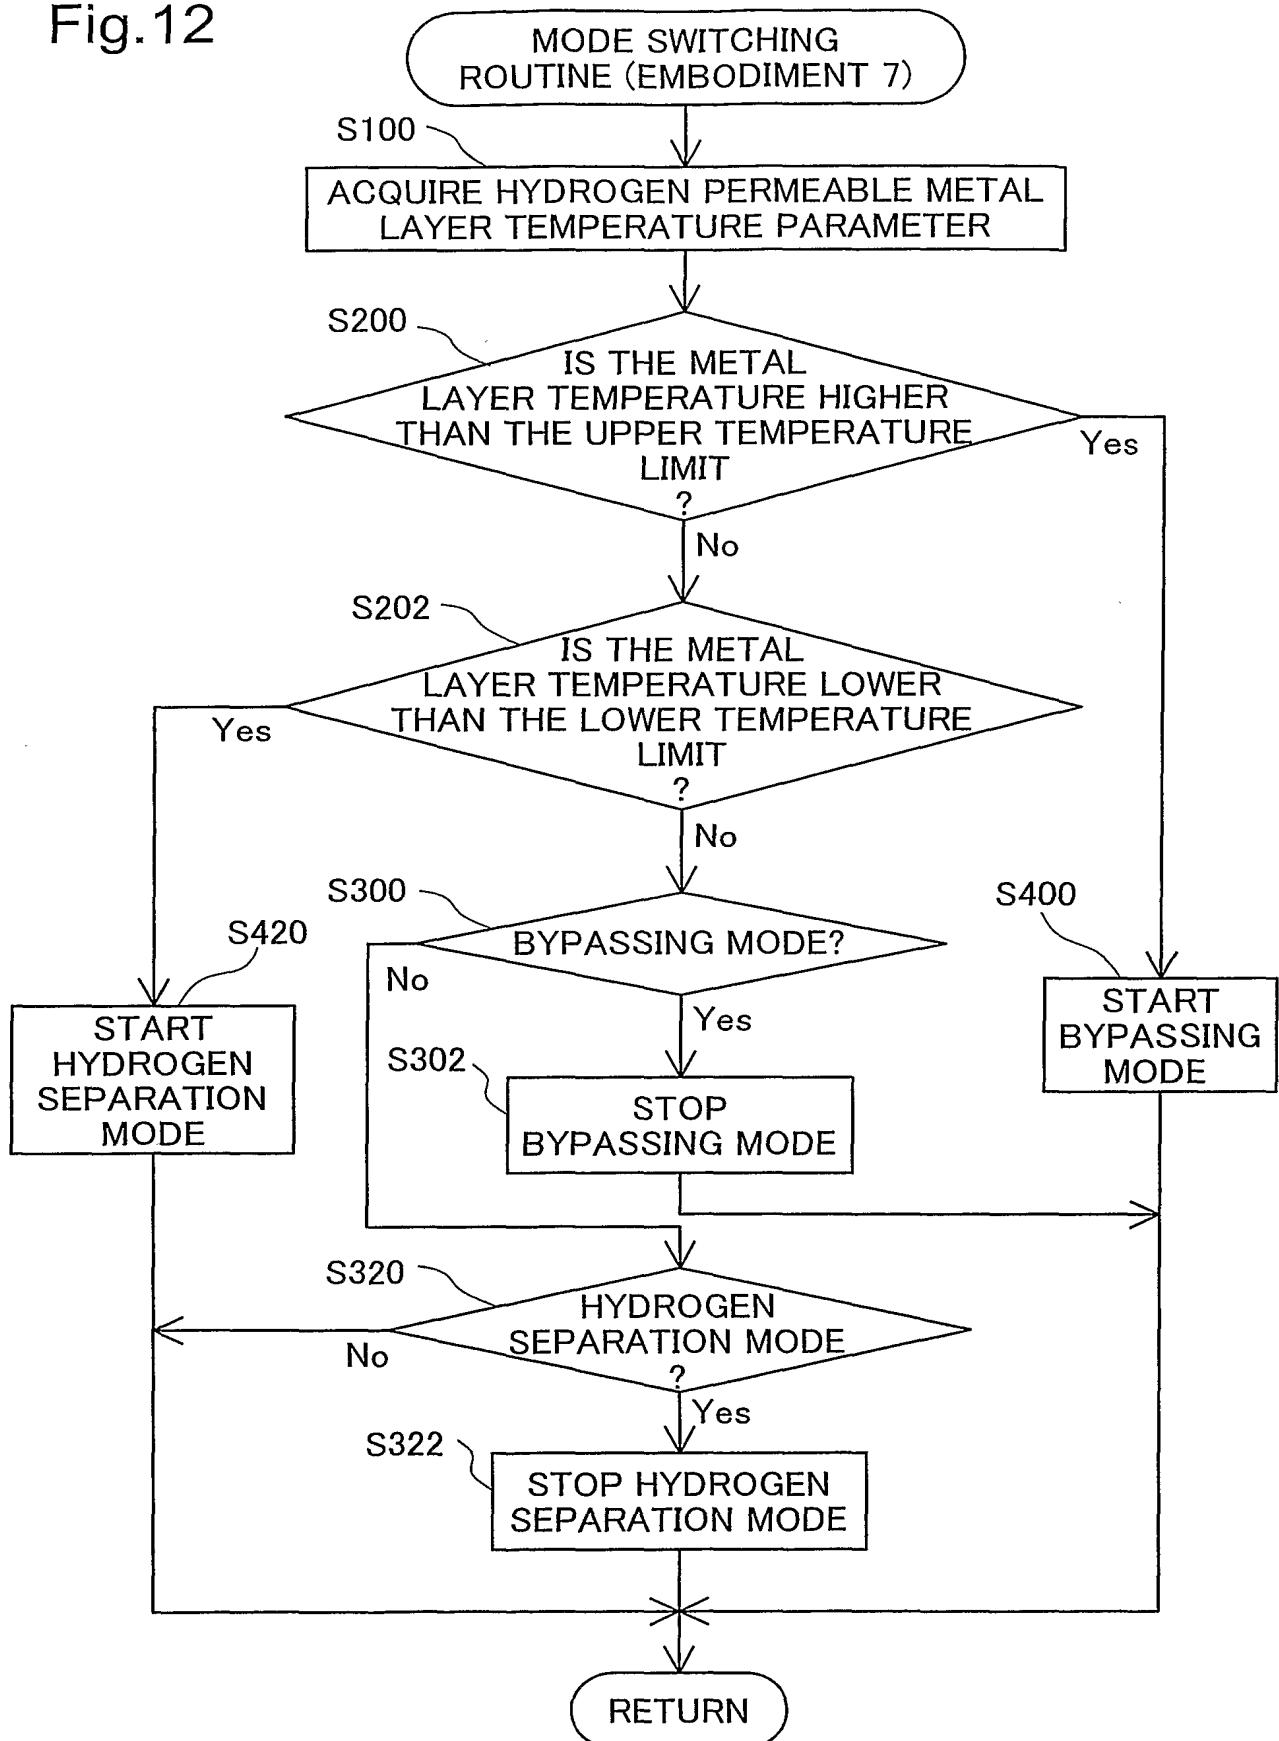 Fig.12
MODE SWITCHING
ROUTINE (EMBODIMENT 7)
S100
ACQUIRE HYDROGEN PERMEABLE METAL
LAYER TEMPERATURE PARAMETER
S200
IS THE METAL
LAYER TEMPERATURE HIGHER
THAN THE UPPER TEMPERATURE
LIMIT
?
Yes
No
S202
IS THE METAL
LAYER TEMPERATURE LOWER
THAN THE LOWER TEMPERATURE
LIMIT
?
Yes
No
S300
BYPASSING MODE?
No
Yes
S400
START
BYPASSING
MODE
S420
START
HYDROGEN
SEPARATION
MODE
S302
STOP
BYPASSING MODE
S320
HYDROGEN
SEPARATION MODE
?
No
Yes
S322
STOP HYDROGEN
SEPARATION MODE
RETURN